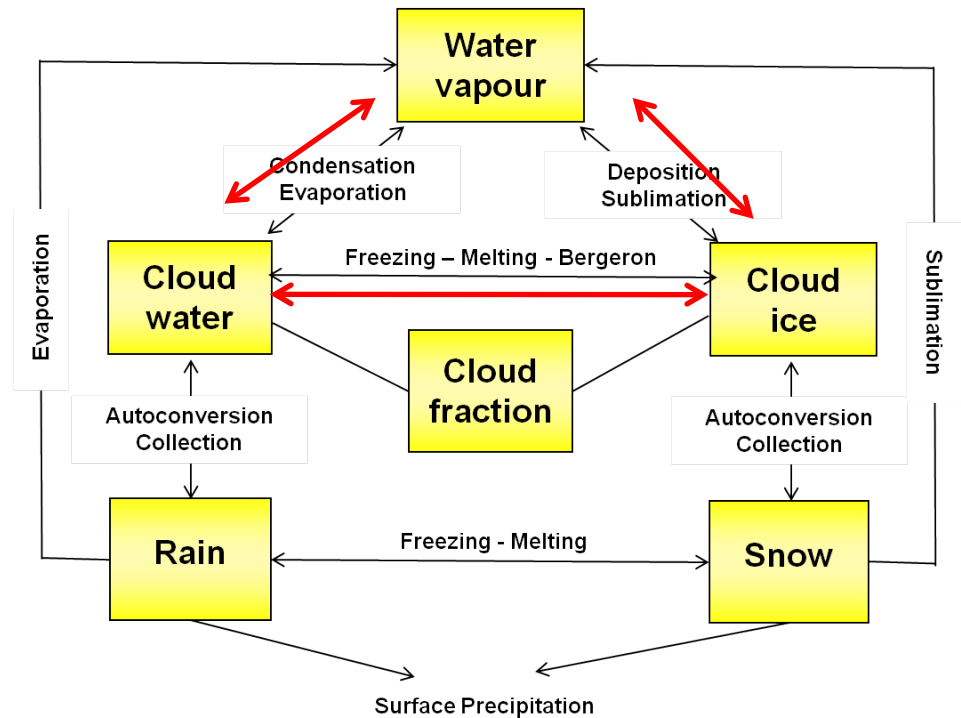 Water
vapour
Condensation
Evaporation
Deposition
Sublimation
Evaporation
Sublimation
Freezing – Melting - Bergeron
Cloud
water
Cloud
ice
Cloud
fraction
Autoconversion
Collection
Autoconversion
Collection
Rain
Freezing - Melting
Snow
Surface Precipitation